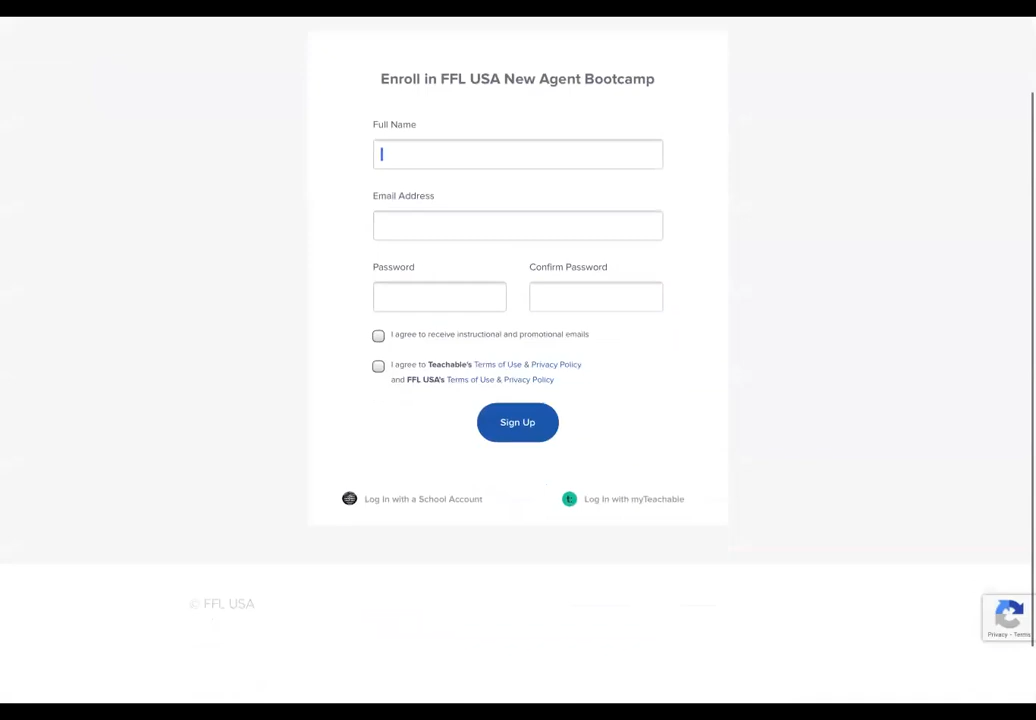 Enroll in FFL USA New Agent Bootcamp
Full Name
Email Address
Password Confirm Password
I agree to receive instructional and promotional emails
I agree to Teachable's Terms of Use & Privacy Policy
and FFL USA's Terms of Use & Privacy Policy
Sign Up
Log In with a School Account Log In with myTeachable
© FFL USA
Privacy - Terms